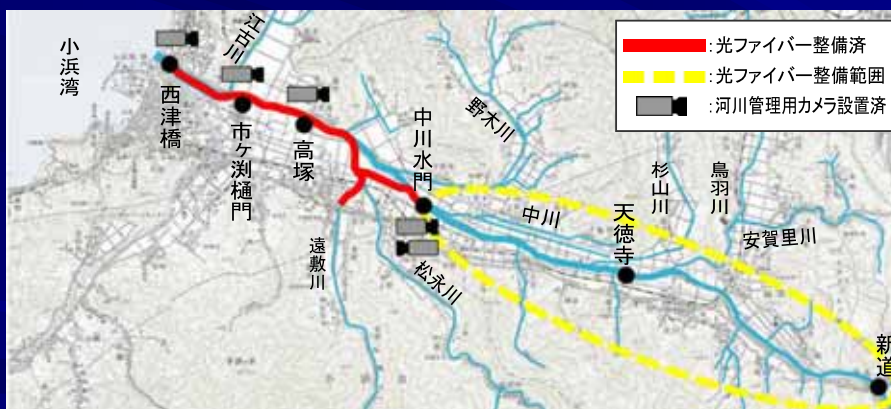 小浜湾
西津橋
江古川
市ヶ渕樋門
高塚
遠敷川
中川水門
松永川
野木川
中川
天徳寺
杉山川
鳥羽川
安賀里川
新道
:光ファイバー整備済
:光ファイバー整備範囲
:河川管理用カメラ設置済